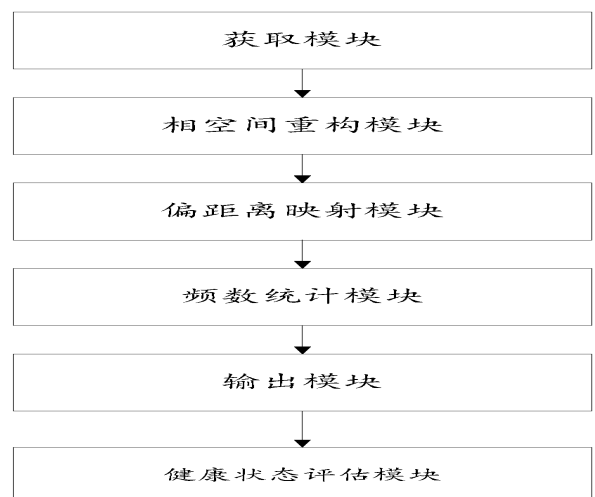 获取模块
相空间重构模块
偏距离映射模块
频数统计模块
输出模块
健康状态评估模块